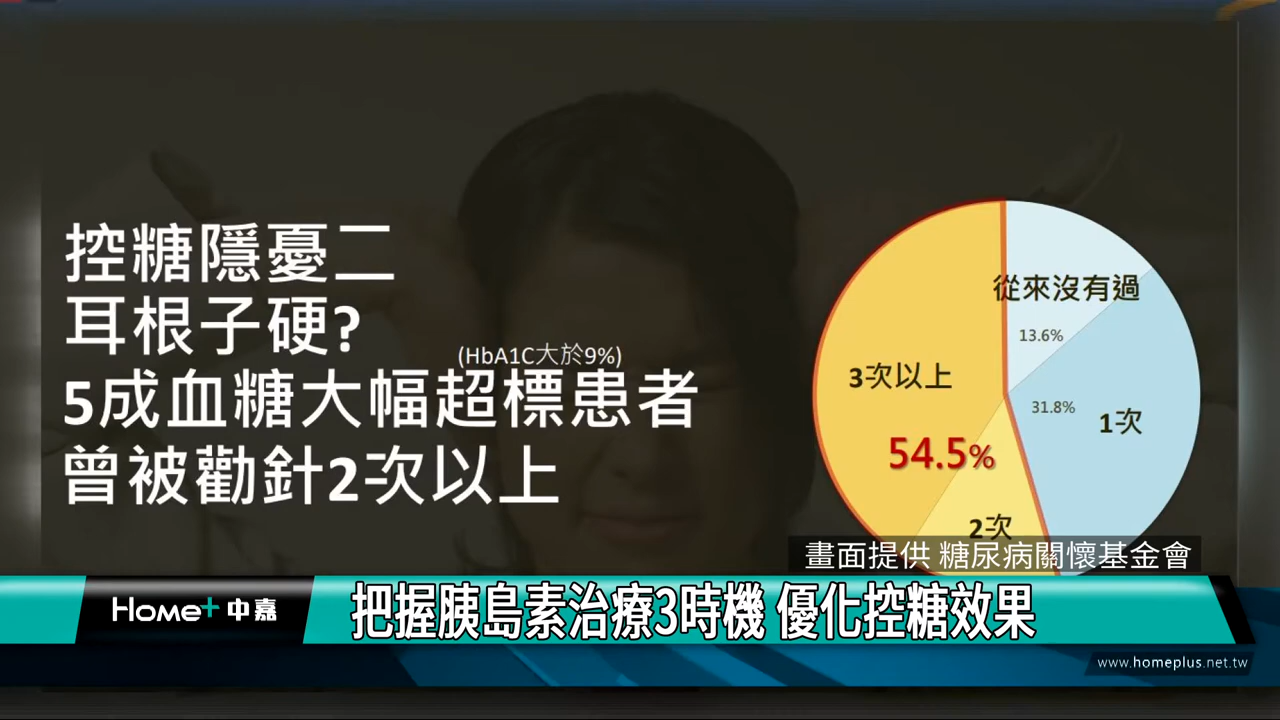 控糖隱憂二
耳根子硬?
(HbA1C大於9%)
5成血糖大幅超標患者
曾被勸針2次以上
從來沒有過
13.6%
3次以上
31.8%
1次
54.5%
2次
畫面提供 糖尿病關懷基金會
Home+中嘉
把握胰島素治療3時機 優化控糖效果
www.homeplus.net.tw